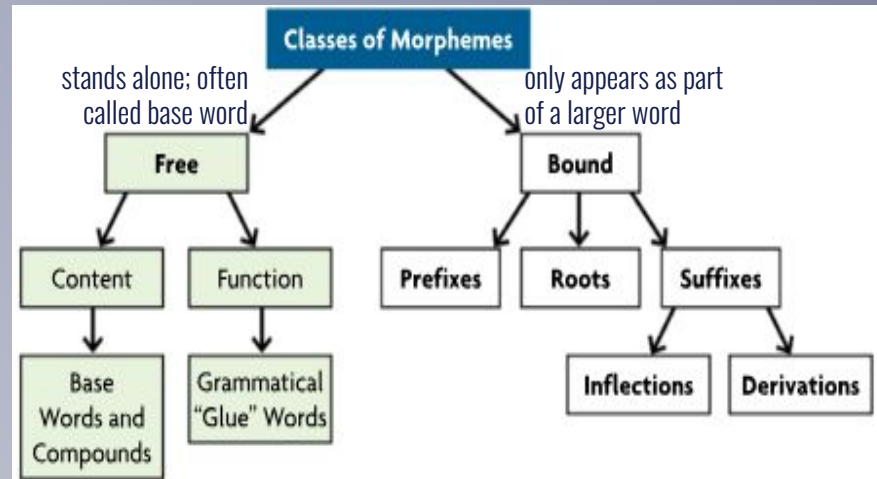 Classes of Morphemes
stands alone; often
called base word
only appears as part
of a larger word
Free
Bound
Content
Function
Prefixes
Roots
Suffixes
Base
Words and
Compounds
Grammatical
“Glue” Words
Inflections
Derivations